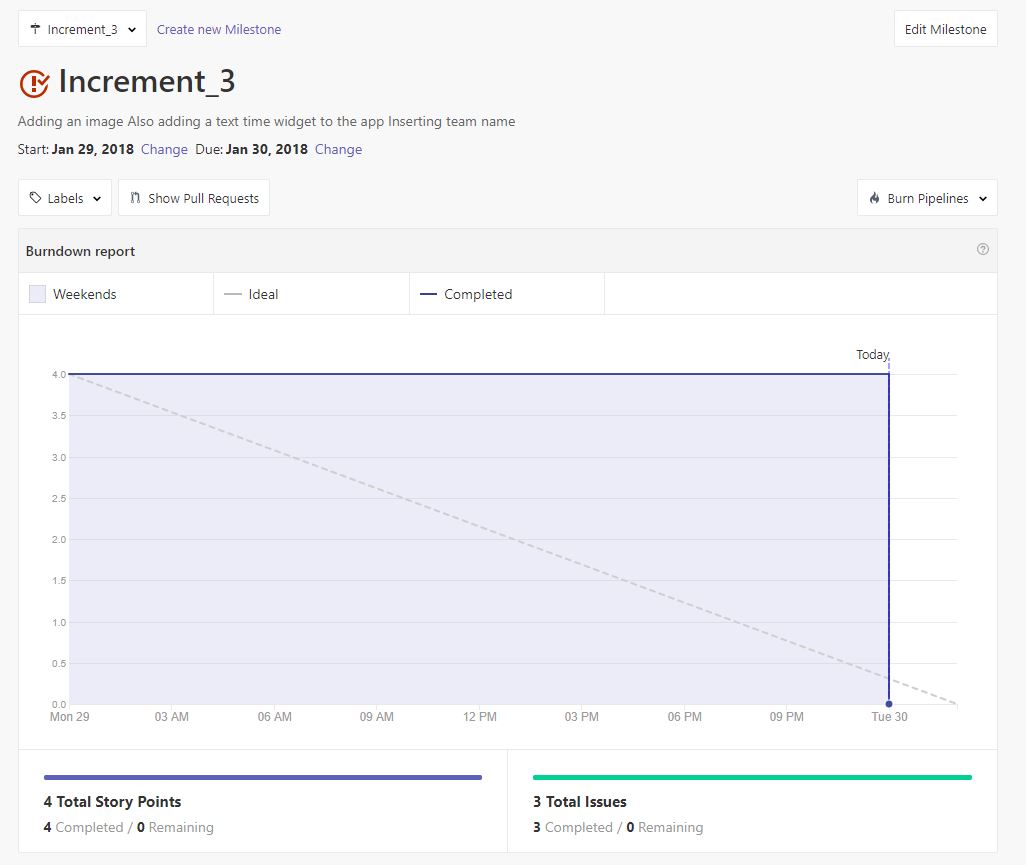 Increment_3 Create new Milestone Edit Milestone
Increment_3
Adding an image Also adding a text time widget to the app Inserting team name
Start: Jan 29, 2018 Change Due: Jan 30, 2018 Change
Labels Show Pull Requests Burn Pipelines
Burndown report
Weekends Ideal Completed
Today
4.0
3.5
3.0
2.5
2.0
1.5
1.0
0.5
0.0
Mon 29 03 AM 06 AM 09 AM 12 PM 03 PM 06 PM 09 PM Tue 30
4 Total Story Points
4 Completed / 0 Remaining
3 Total Issues
3 Completed / 0 Remaining